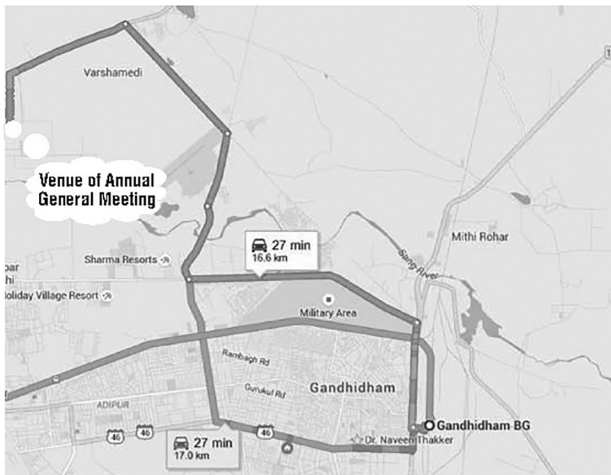 Varshamedi
Venue of Annual
General Meeting
27 min
16.6 km
Mithi Rohar
Sharma Resorts
Sang River
Holiday Village Resort
Military Area
Rambagh Rd
Gurukul Rd
Gandhidham
ADIPUR
46
46
46
Gandhidham BG
27 min
17.0 km
Dr. Naveen Thakker